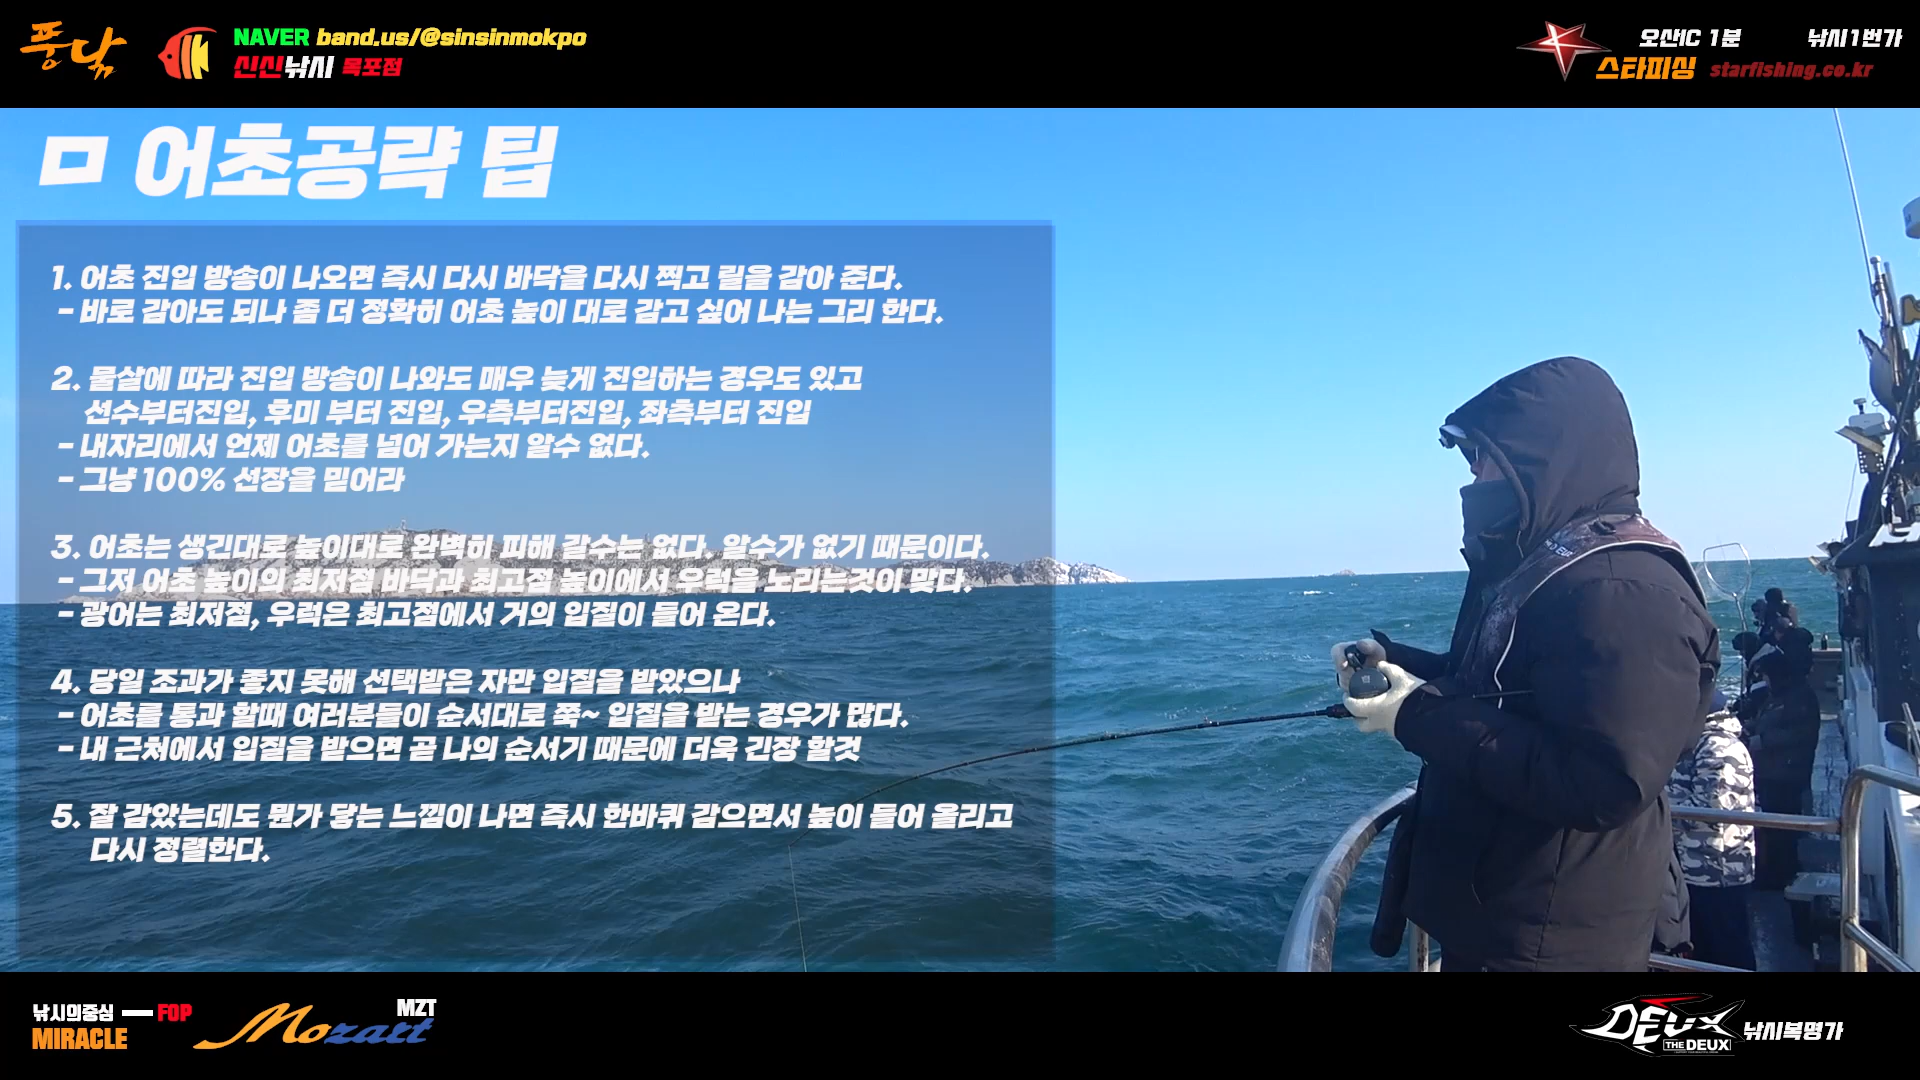 풍낚
NAVER band.us/@sinsinmokpo
신신낚시 목포점
오산IC 1분 낚시1번가
스타피싱 starfishing.co.kr
ㅁ 어초공략 팁
1. 어초 진입 방송이 나오면 즉시 다시 바닥을 다시 찍고 릴을 감아 준다.
- 바로 감아도 되나 좀 더 정확히 어초 높이 대로 감고 싶어 나는 그리 한다.
2. 물살에 따라 진입 방송이 나와도 매우 늦게 진입하는 경우도 있고
선수부터진입, 후미 부터 진입, 우측부터진입, 좌측부터 진입
- 내자리에서 언제 어초를 넘어 가는지 알수 없다.
- 그냥 100% 선장을 믿어라
3. 어초는 생긴대로 높이대로 완벽히 피해 갈수는 없다. 알수가 없기 때문이다.
- 그저 어초 높이의 최저점 바닥과 최고점 높이에서 우럭을 노리는것이 맞다.
- 광어는 최저점, 우럭은 최고점에서 거의 입질이 들어 온다.
4. 당일 조과가 좋지 못해 선택받은 자만 입질을 받았으나
- 어초를 통과 할때 여러분들이 순서대로 쭉~ 입질을 받는 경우가 많다.
- 내 근처에서 입질을 받으면 곧 나의 순서기 때문에 더욱 긴장 할것
5. 잘 감았는데도 뭔가 닿는 느낌이 나면 즉시 한바퀴 감으면서 높이 들어 올리고
다시 정렬한다.
낚시의중심 ━ FOP
MIRACLE
Mozart MZT
DEUX
THE DEUX
낚시복명가